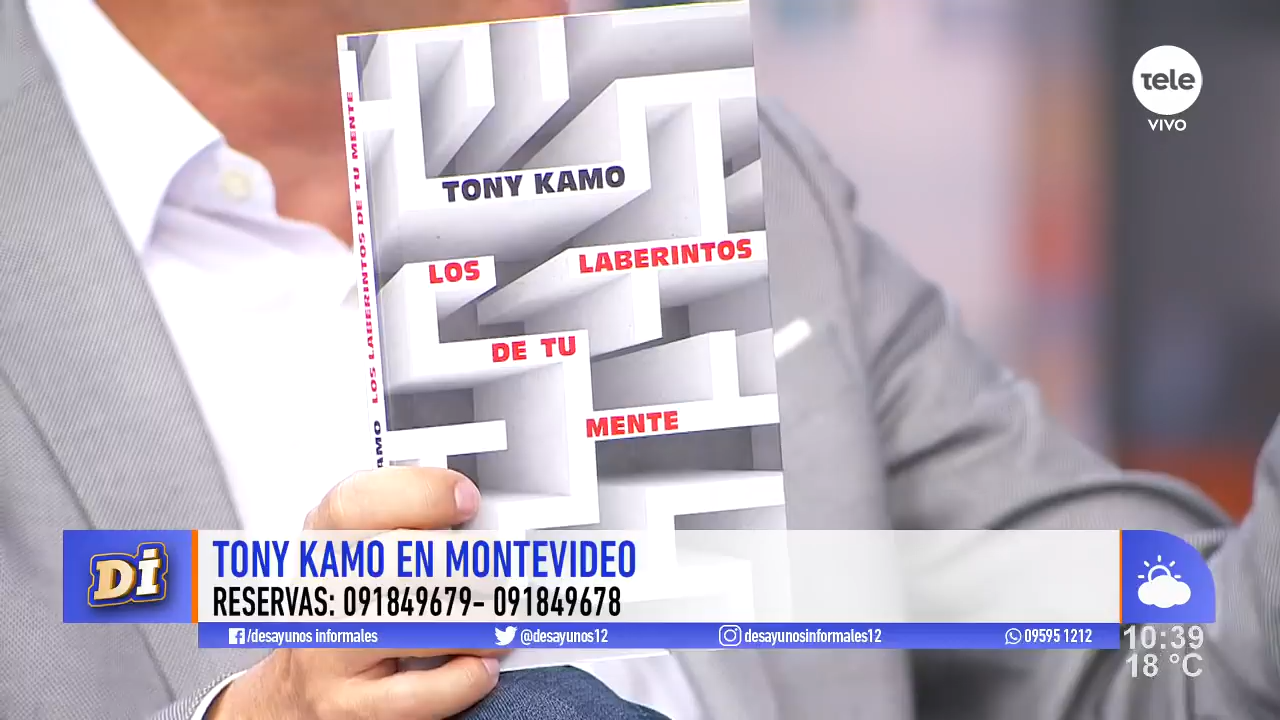 tele
VIVO
TONY KAMO
LOS LABERINTOS
DE TU
MENTE
AMO LOS LABERINTOS DE TU MENTE
Di
TONY KAMO EN MONTEVIDEO
RESERVAS: 091849679- 091849678
/desayunos informales @desayunos12 desayunosinformales12 09595 1212
10:39
18 °C